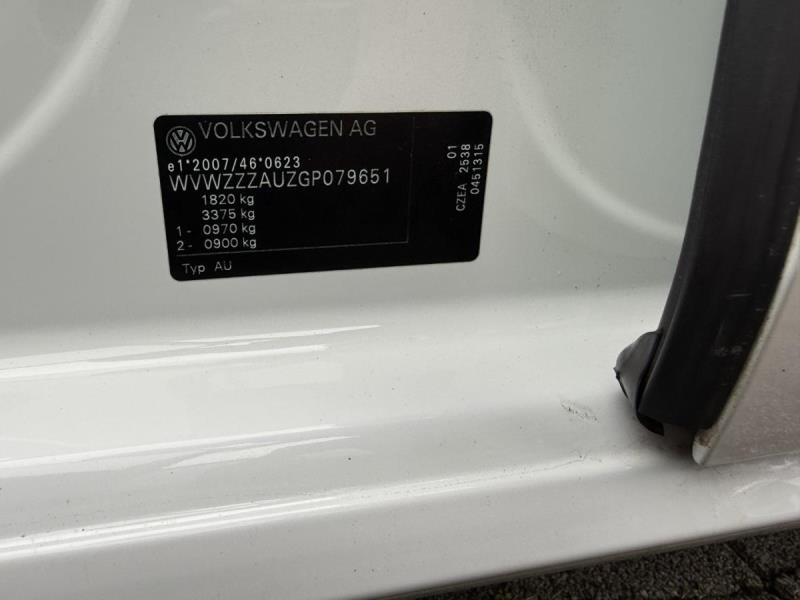 VOLKSWAGEN AG
e1*2007/46*0623
WVWZZZAUZGP079651
1820 kg
3375 kg
1 - 0970 kg
2 - 0900 kg
Typ AU
01
CZEA 2538
0451315